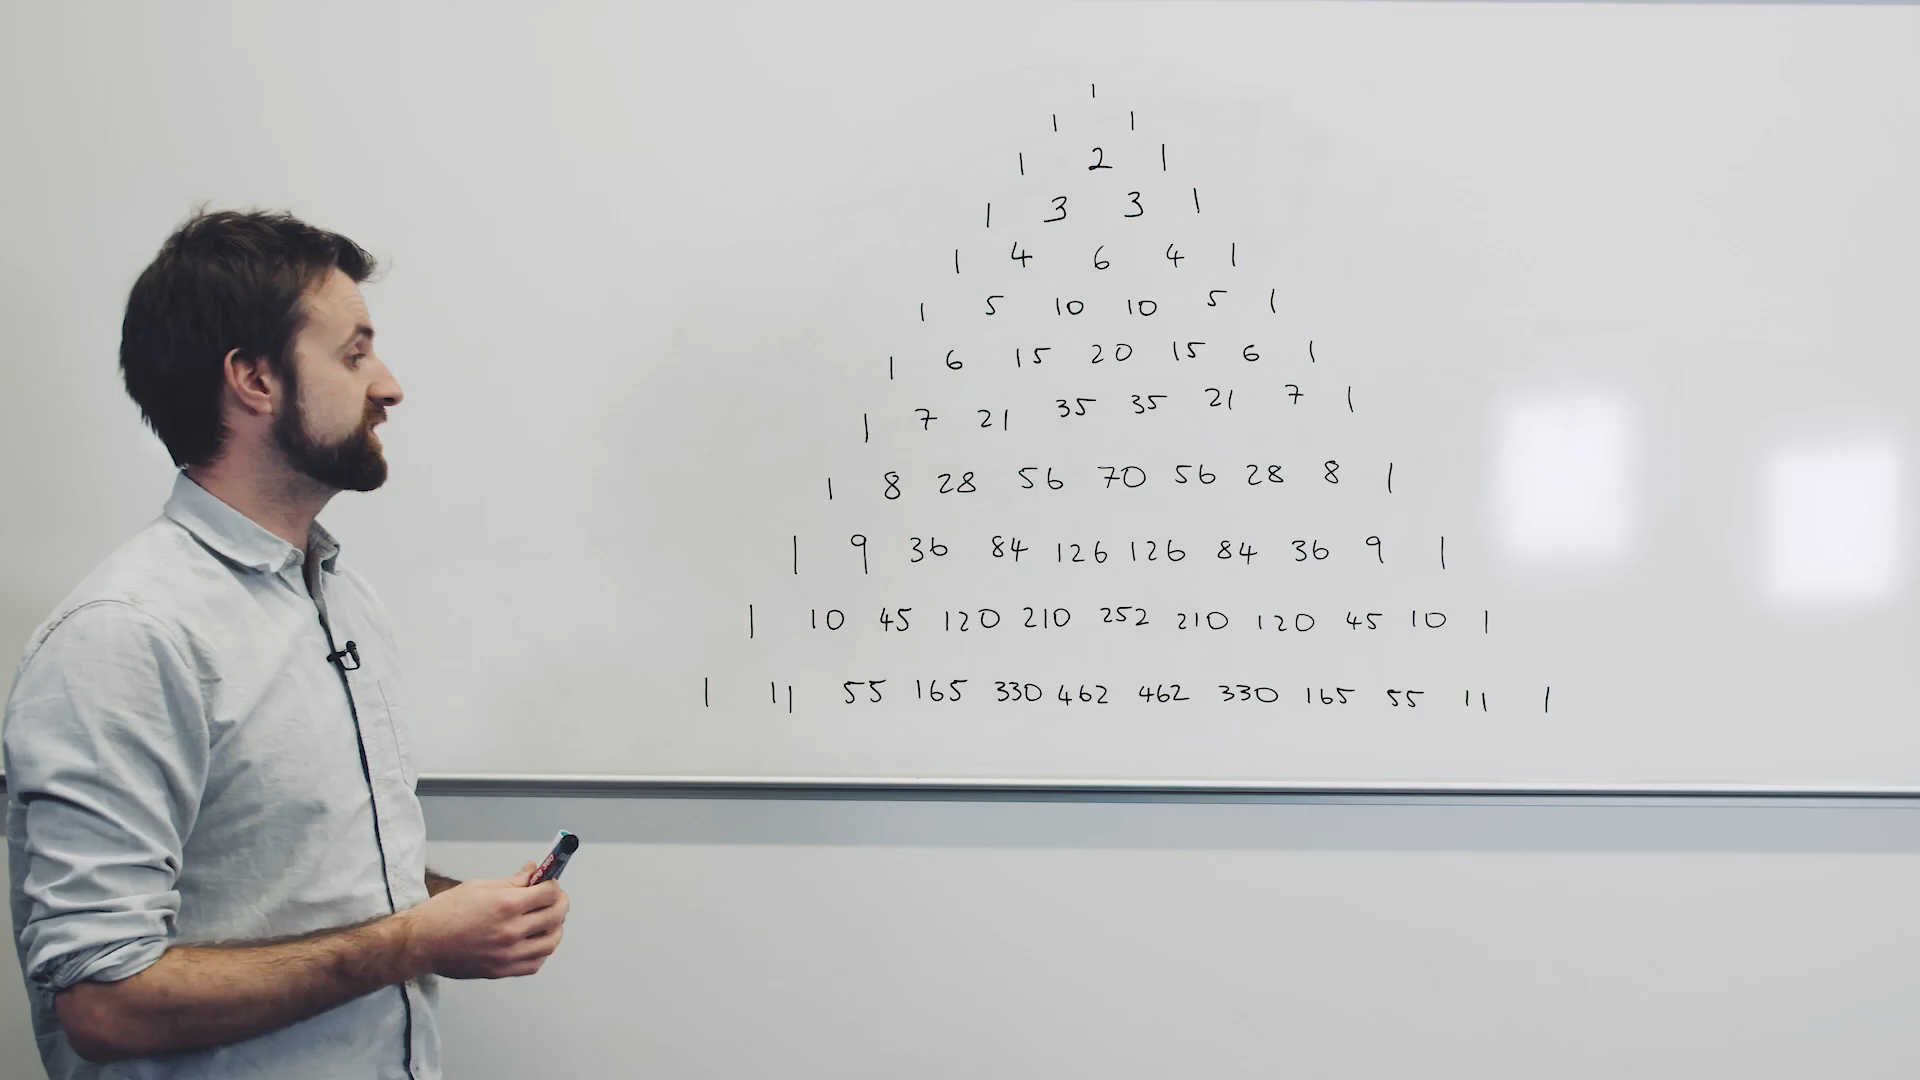 1
1 1
1 2 1
1 3 3 1
1 4 6 4 1
1 5 10 10 5 1
1 6 15 20 15 6 1
1 7 21 35 35 21 7 1
1 8 28 56 70 56 28 8 1
1 9 36 84 126 126 84 36 9 1
1 10 45 120 210 252 210 120 45 10 1
1 11 55 165 330 462 462 330 165 55 11 1